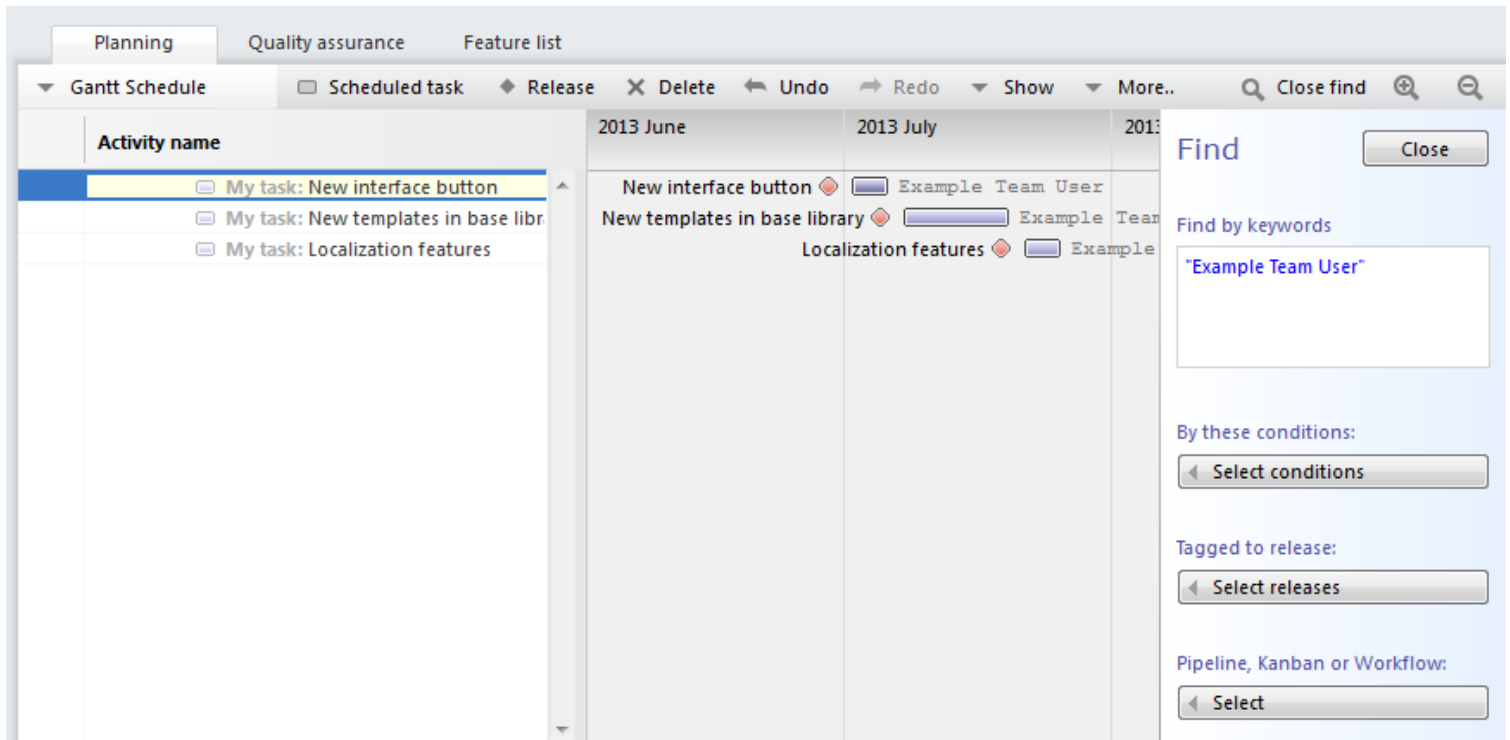 Planning Quality assurance Feature list
Gantt Schedule Scheduled task Release Delete Undo Redo Show More.. Close find
Activity name
My task: New interface button
My task: New templates in base libr
My task: Localization features
2013 June 2013 July 2013
New interface button Example Team User
New templates in base library Example Team
Localization features Example
Find Close
Find by keywords
"Example Team User"
By these conditions:
Select conditions
Tagged to release:
Select releases
Pipeline, Kanban or Workflow:
Select